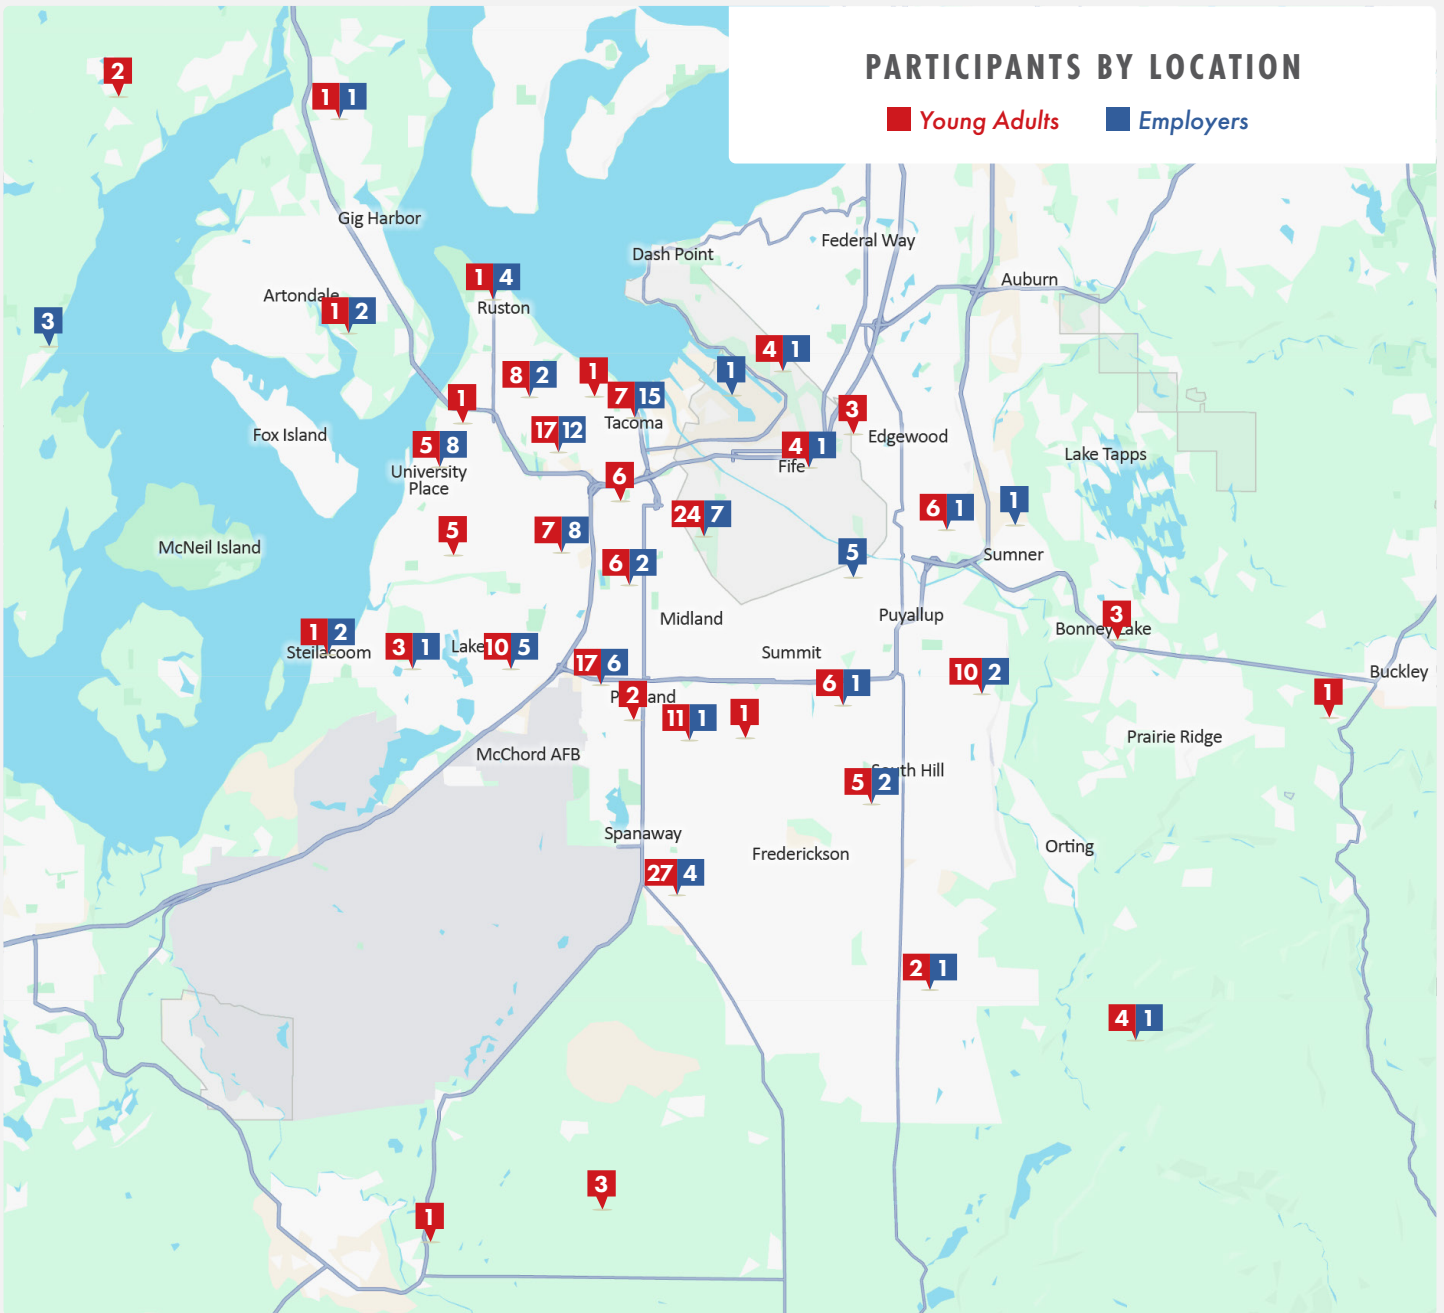 PARTICIPANTS BY LOCATION
Young Adults Employers
2
1 1
Gig Harbor
Federal Way
Dash Point
Auburn
1 4
Artondale
Ruston
1 2
3
4 1
1
8 2
1
7 15
1
3
Tacoma
17 12
Edgewood
Fox Island
5 8
4 1
Lake Tapps
Fife
University
Place
6
6 1
1
24 7
5
7 8
McNeil Island
5
Sumner
6 2
Midland
Puyallup
3
1 2
Bonney Lake
Steilacoom
3 1
Lake
10 5
Summit
17 6
10 2
Buckley
6 1
2
1
11 1
1
Prairie Ridge
McChord AFB
South Hill
5 2
Spanaway
Frederickson
Orting
27 4
2 1
4 1
3
1